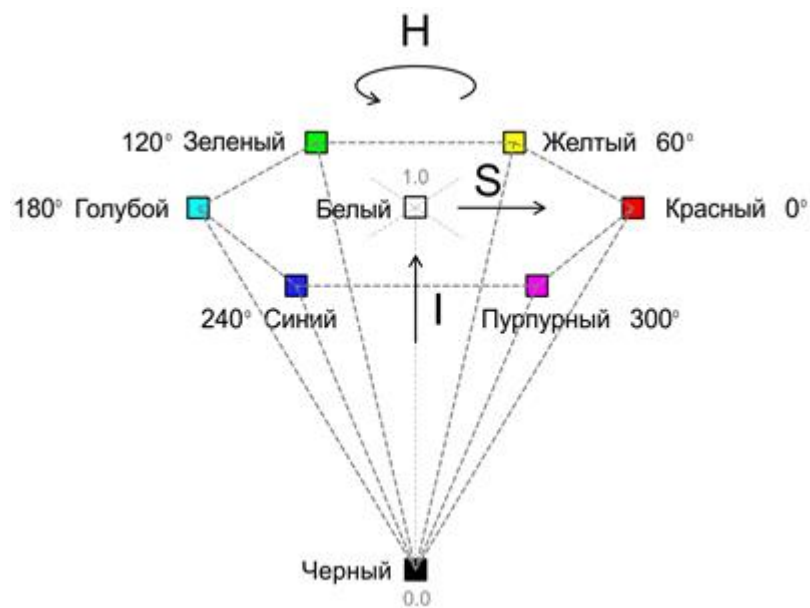 H
120° Зеленый
Желтый 60°
1.0
S
180° Голубой
Белый
Красный 0°
I
240° Синий
Пурпурный 300°
Черный
0.0